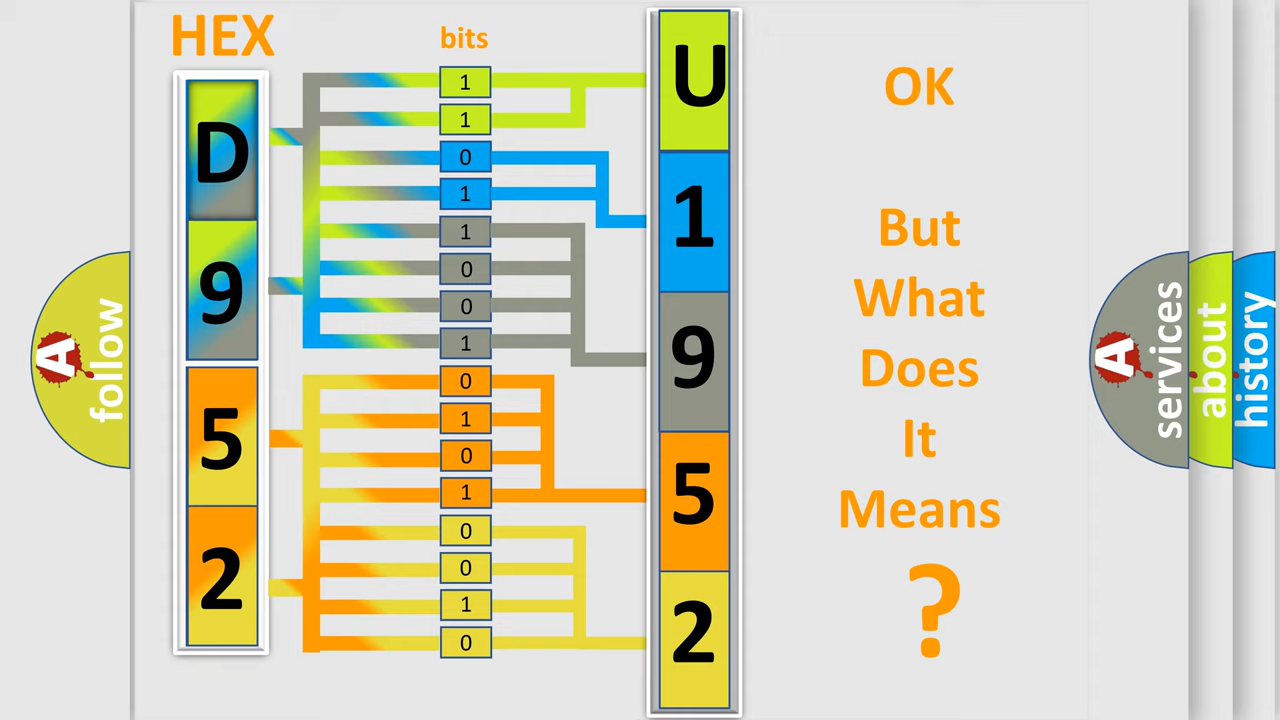 HEX
bits
D
9
5
2
1
1
0
1
1
0
0
1
0
1
0
1
0
0
1
0
U
1
9
5
2
OK
But
What
Does
It
Means
?
A
follow
A
services
about
history